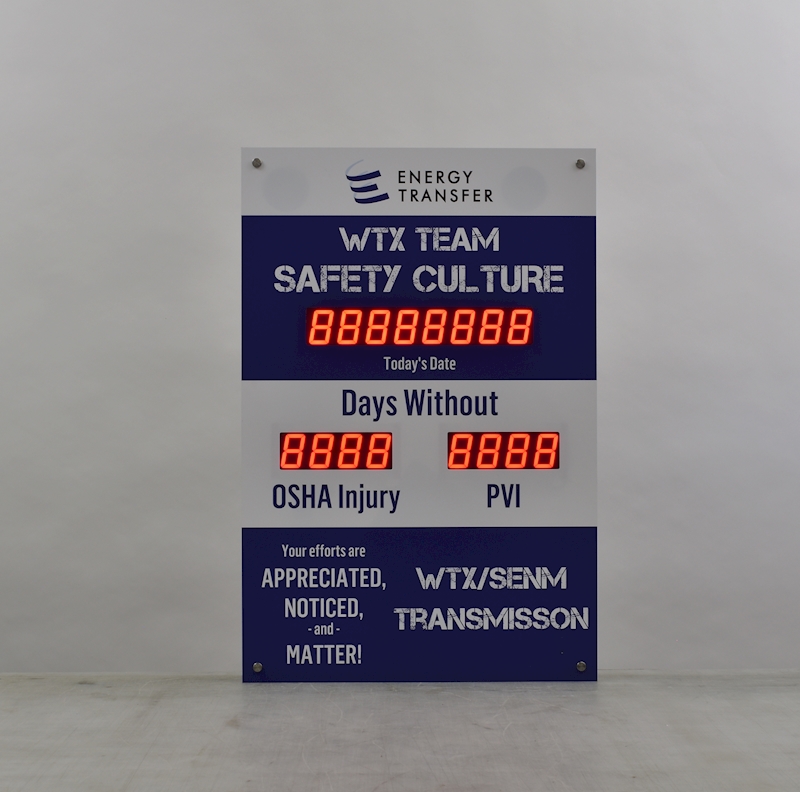 ENERGY
TRANSFER
WTX TEAM
SAFETY CULTURE
88888888
Today's Date
Days Without
8888 8888
OSHA Injury PVI
Your efforts are
APPRECIATED,
NOTICED,
- and -
MATTER!
WTX/SENM
TRANSMISSON